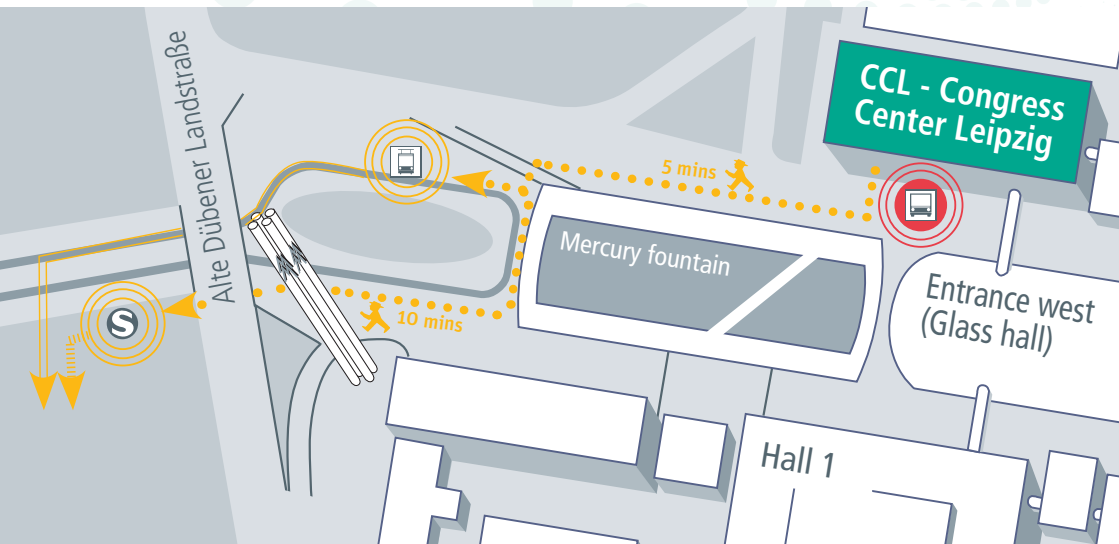 CCL - Congress
Center Leipzig
Alte Dübener Landstraße
5 mins
Mercury fountain
Entrance west
(Glass hall)
S
10 mins
Hall 1